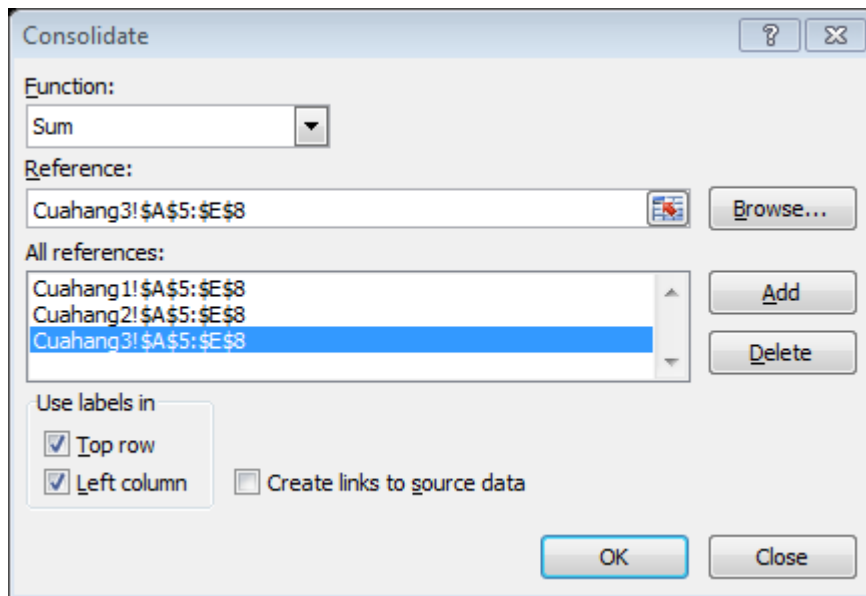 Consolidate
Function:
Sum
Reference:
Cuahang3!$A$5:$E$8
Browse...
All references:
Cuahang1!$A$5:$E$8
Cuahang2!$A$5:$E$8
Cuahang3!$A$5:$E$8
Add
Delete
Use labels in
Top row
Left column
Create links to source data
OK
Close